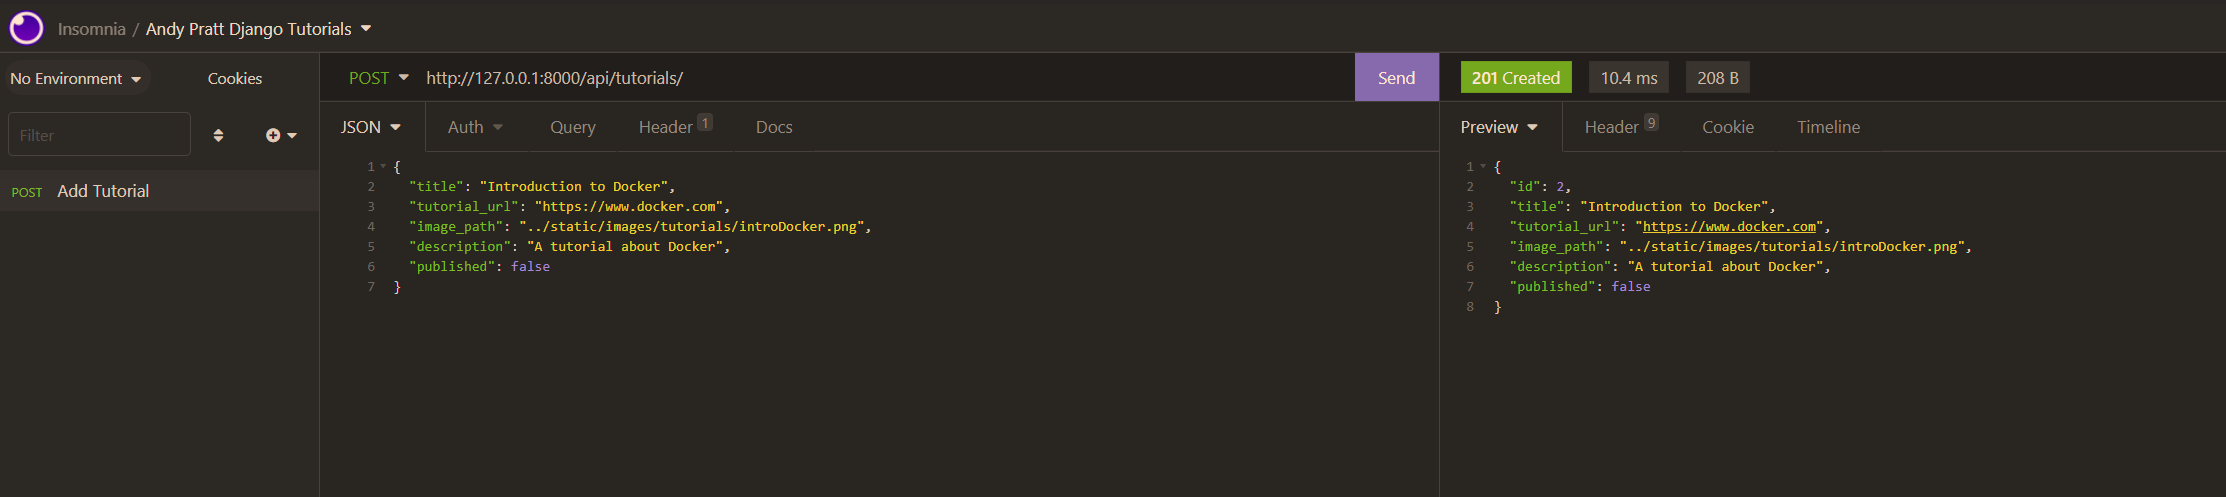 Insomnia / Andy Pratt Django Tutorials
No Environment Cookies
Filter
POST Add Tutorial
POST http://127.0.0.1:8000/api/tutorials/ Send
JSON Auth Query Header 1 Docs
1 {
2 "title": "Introduction to Docker",
3 "tutorial_url": "https://www.docker.com",
4 "image_path": "../static/images/tutorials/introDocker.png",
5 "description": "A tutorial about Docker",
6 "published": false
7 }
201 Created 10.4 ms 208 B
Preview Header 9 Cookie Timeline
1 {
2 "id": 2,
3 "title": "Introduction to Docker",
4 "tutorial_url": "https://www.docker.com",
5 "image_path": "../static/images/tutorials/introDocker.png",
6 "description": "A tutorial about Docker",
7 "published": false
8 }